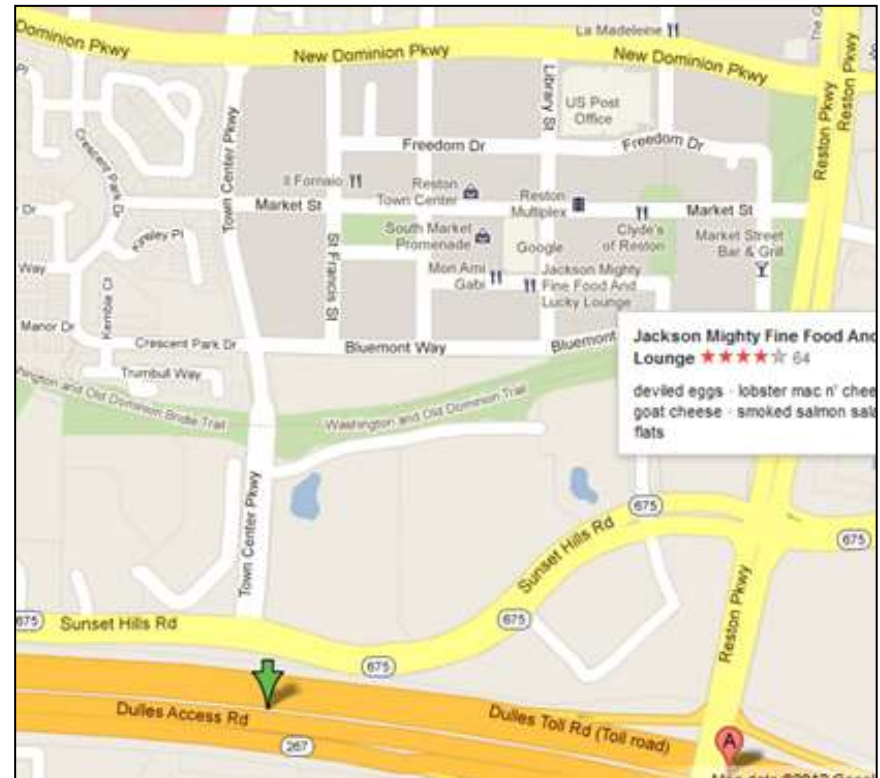 Dominion Pkwy
New Dominion Pkwy
La Madeleine
New Dominion Pkwy
Reston Pkwy
Reston Pkwy
Library St
US Post
Office
Town Center Pkwy
Crescent Park Dr
Freedom Dr
Freedom Dr
Il Fornaio
Reston
Town Center
Reston
Multiplex
Dr
Market St
Market St
Kinsley Pl
St Francis St
South Market
Promenade
Google
Clyde's
of Reston
Market Street
Bar & Grill
Way
Mon Ami
Gabi
Jackson Mighty
Fine Food And
Lucky Lounge
Kemble Ct
Manor Dr
Crescent Park Dr
Bluemont Way
Bluemont
Jackson Mighty Fine Food And
Lounge ★★★★☆ 64
deviled eggs · lobster mac n' chee
goat cheese · smoked salmon sala
flats
Trumbull Way
Washington and Old Dominion Trail
Town Center Pkwy
675
Sunset Hills Rd
675
675
675
Sunset Hills Rd
675
Reston Pkwy
Dulles Access Rd
Dulles Toll Rd (Toll road)
267
A